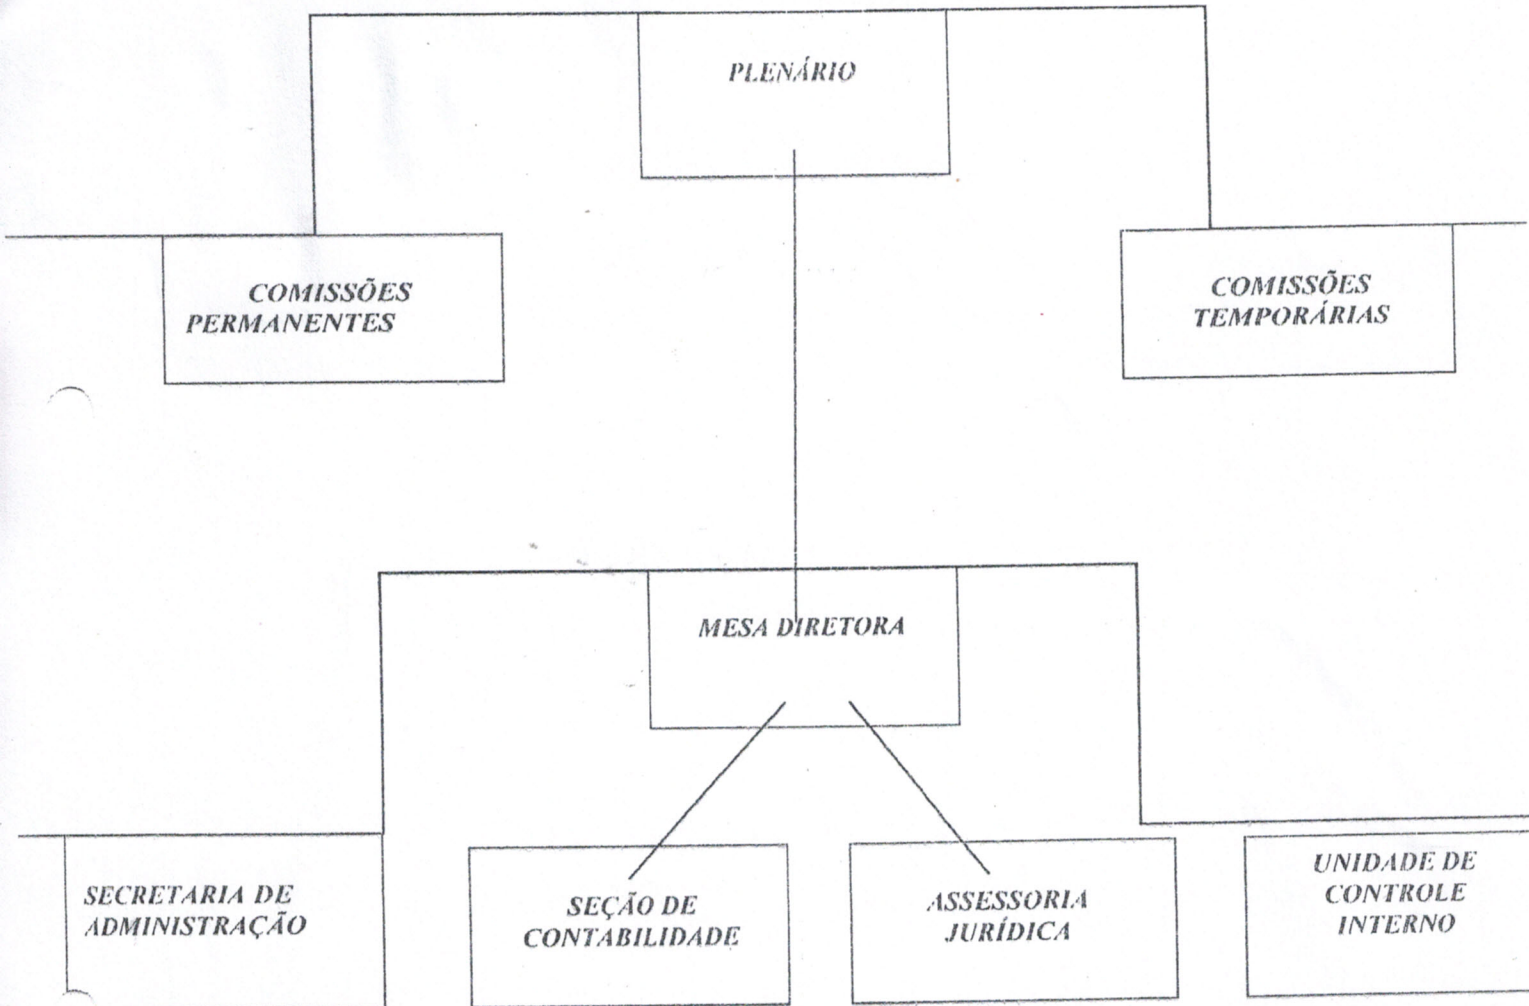 PLENÁRIO
COMISSÕES
PERMANENTES
COMISSÕES
TEMPORÁRIAS
MESA DIRETORA
SECRETARIA DE
ADMINISTRAÇÃO
SEÇÃO DE
CONTABILIDADE
ASSESSORIA
JURÍDICA
UNIDADE DE
CONTROLE
INTERNO